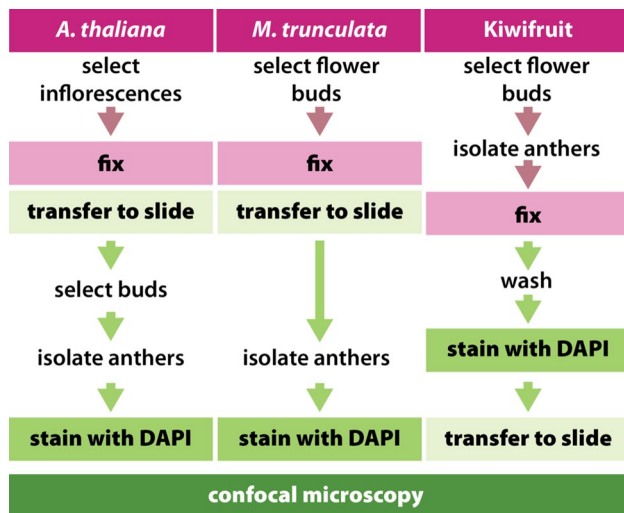 A. thaliana
select
inflorescences
fix
transfer to slide
select buds
isolate anthers
stain with DAPI
M. trunculata
select flower
buds
fix
transfer to slide
isolate anthers
stain with DAPI
Kiwifruit
select flower
buds
isolate anthers
fix
wash
stain with DAPI
transfer to slide
confocal microscopy